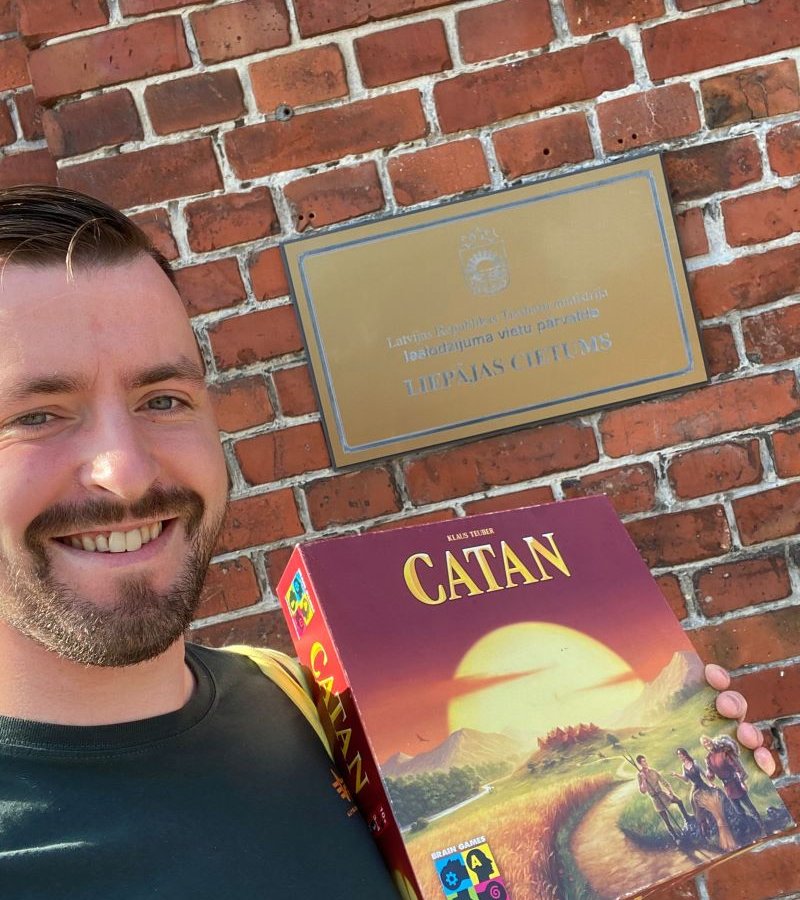 Latvijas Republikas Tieslietu ministrija
Ieslodzījuma vietu pārvalde
LIEPĀJAS CIETUMS
KLAUS TEUBER
CATAN
CATAN
BRAIN GAMES